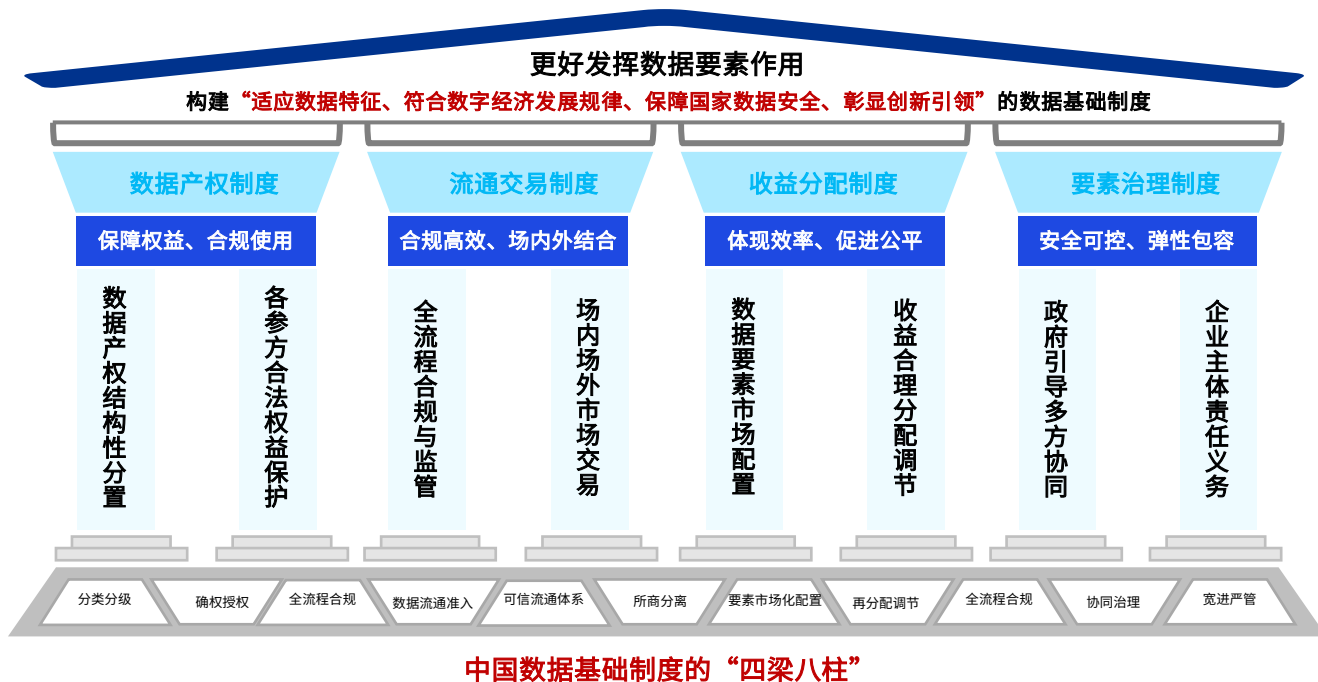 更好发挥数据要素作用
构建“适应数据特征、符合数字经济发展规律、保障国家数据安全、彰显创新引领”的数据基础制度
数据产权制度
流通交易制度
收益分配制度
要素治理制度
保障权益、合规使用
合规高效、场内外结合
体现效率、促进公平
安全可控、弹性包容
数据产权结构性分置
各参方合法权益保护
全流程合规与监管
场内场外市场交易
数据要素市场配置
收益合理分配调节
政府引导多方协同
企业主体责任义务
分类分级
确权授权
全流程合规
数据流通准入
可信流通体系
所商分离
要素市场化配置
再分配调节
全流程合规
协同治理
宽进严管
中国数据基础制度的“四梁八柱”